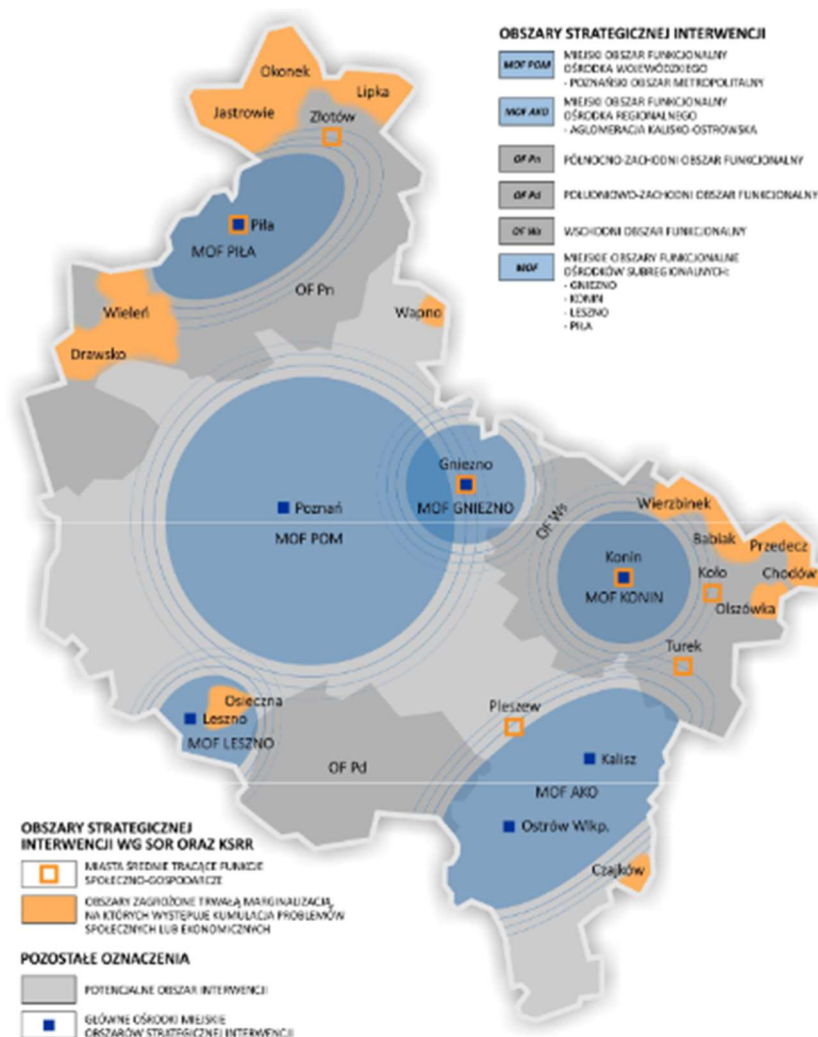 OBSZARY STRATEGICZNEJ INTERWENCJI
MOF POM
MIEJSKI OBSZAR FUNKCJONALNY
OŚRODKA WOJEWÓDZKIEGO
- POZNAŃSKI OBSZAR METROPOLITALNY
MOF AKO
MIEJSKI OBSZAR FUNKCJONALNY
OŚRODKA REGIONALNEGO
- AGLOMERACJA KALISKO-OSTROWSKA
OF Pn
PÓŁNOCNO-ZACHODNI OBSZAR FUNKCJONALNY
OF Pd
POŁUDNIOWO-ZACHODNI OBSZAR FUNKCJONALNY
OF Ws
WSCHODNI OBSZAR FUNKCJONALNY
MOF
MIEJSKIE OBSZARY FUNKCJONALNE
OŚRODKÓW SUBREGIONALNYCH:
- GNIEZNO
- KONIN
- LESZNO
- PIŁA
Okonek
Lipka
Jastrowie
Złotów
Piła
MOF PIŁA
OF Pn
Wieleń
Wapno
Drawsko
Gniezno
MOF GNIEZNO
Poznań
MOF POM
OF Ws
Wierzbinek
Babiak
Przedecz
Konin
Koło
Chodów
MOF KONIN
Olszówka
Turek
Osieczna
Leszno
MOF LESZNO
Pleszew
OF Pd
Kalisz
MOF AKO
Ostrów Wlkp.
Czajków
OBSZARY STRATEGICZNEJ
INTERWENCJI WG SOR ORAZ KSRR
MIASTA ŚREDNIE TRACĄCE FUNKCJE
SPOŁECZNO-GOSPODARCZE
OBSZARY ZAGROŻONE TRWAŁĄ MARGINALIZACJĄ,
NA KTÓRYCH WYSTĘPUJE KUMULACJA PROBLEMÓW
SPOŁECZNYCH LUB EKONOMICZNYCH
POZOSTAŁE OZNACZENIA
POTENCJALNE OBSZAR INTERWENCJI
GŁÓWNE OŚRODKI MIEJSKIE
OBSZARÓW STRATEGICZNEJ INTERWENCJI